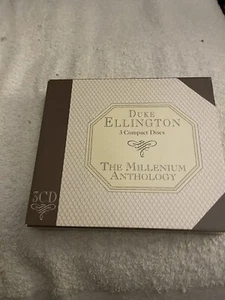 DUKE
ELLINGTON
3 Compact Discs
THE MILLENIUM
ANTHOLOGY
3CD